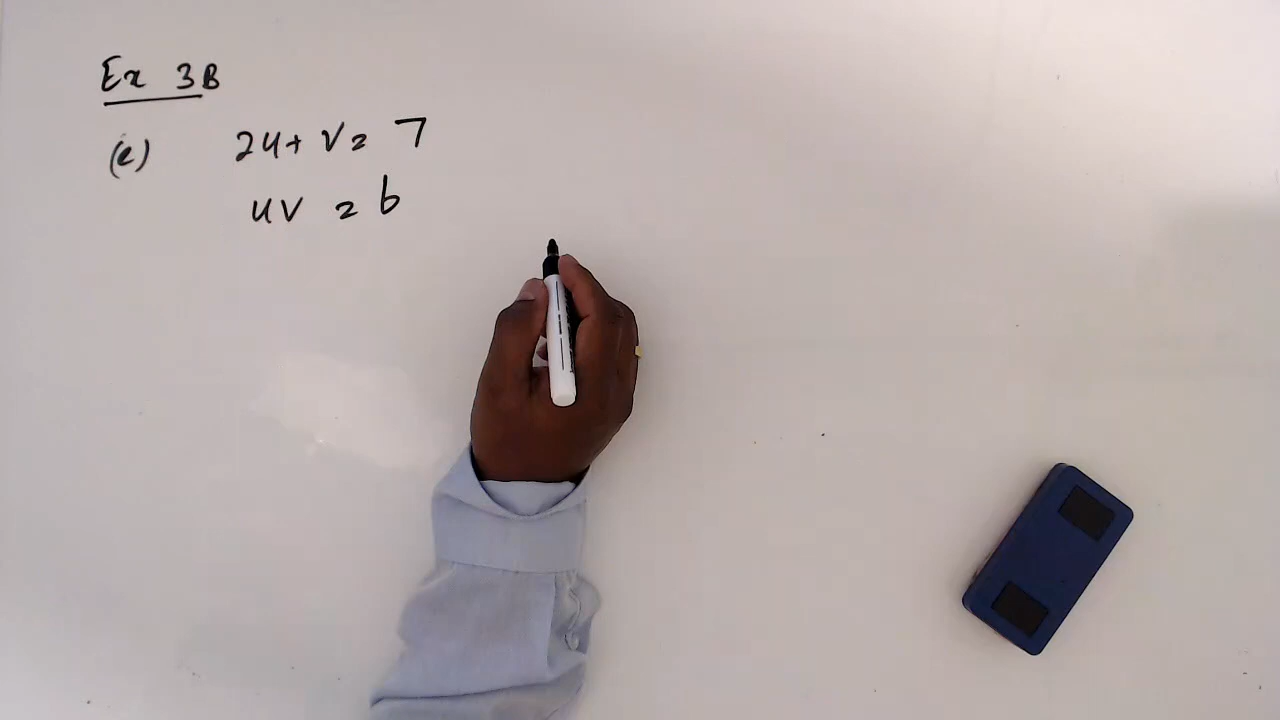 Ex 3B
(e) 2u + v = 7
uv = 6